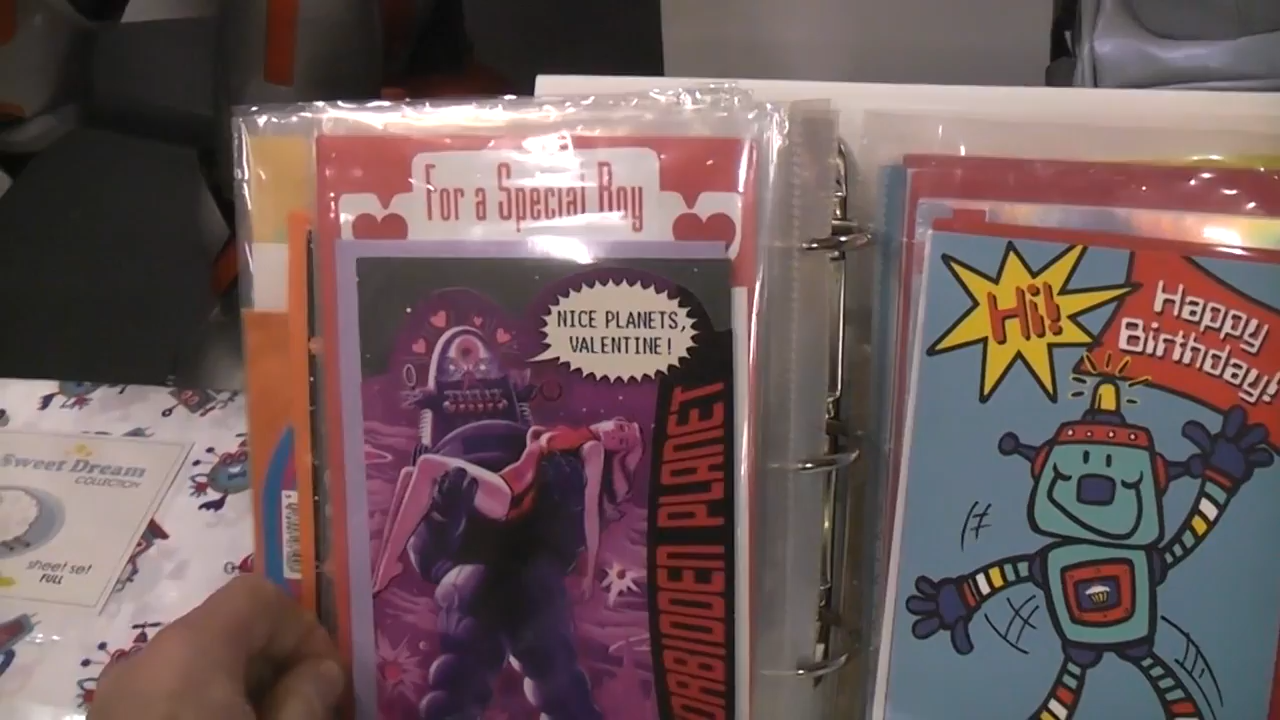 For a Special Boy
NICE PLANETS,
VALENTINE!
FORBIDDEN PLANET
Hi!
Happy
Birthday!
Sweet Dream
COLLECTION
sheet set
FULL